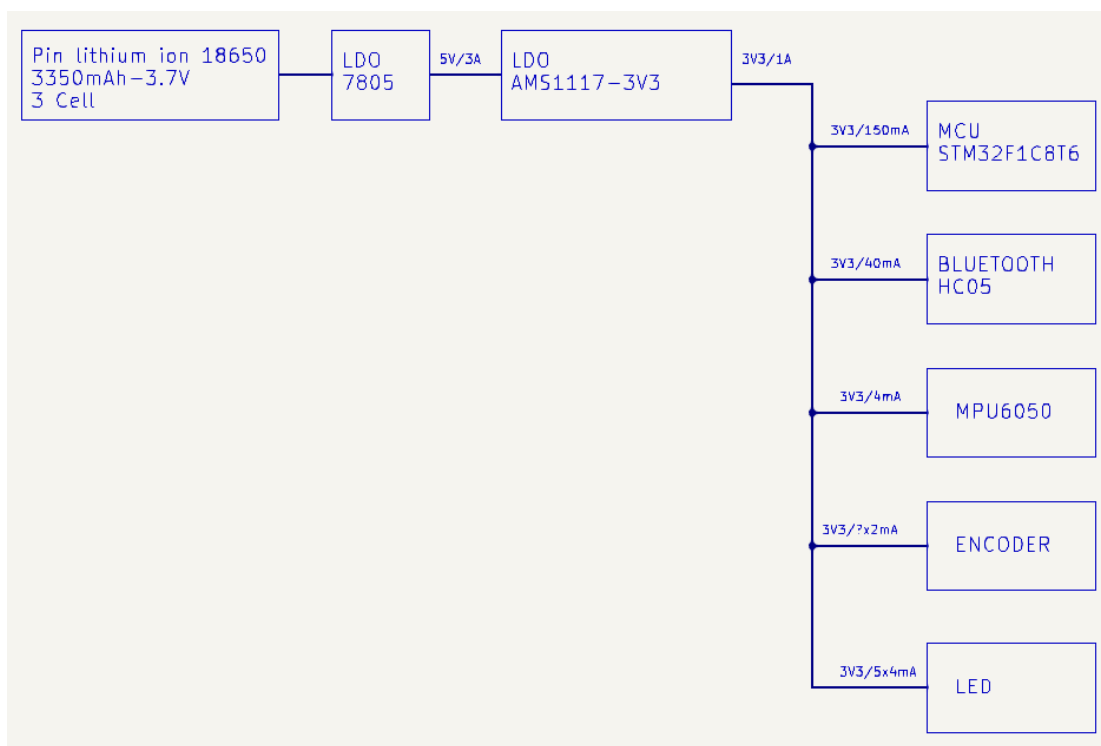 Pin lithium ion 18650
3350mAh-3.7V
3 Cell
LDO
7805
5V/3A
LDO
AMS1117-3V3
3V3/1A
3V3/150mA
MCU
STM32F1C8T6
3V3/40mA
BLUETOOTH
HC05
3V3/4mA
MPU6050
3V3/?x2mA
ENCODER
3V3/5x4mA
LED